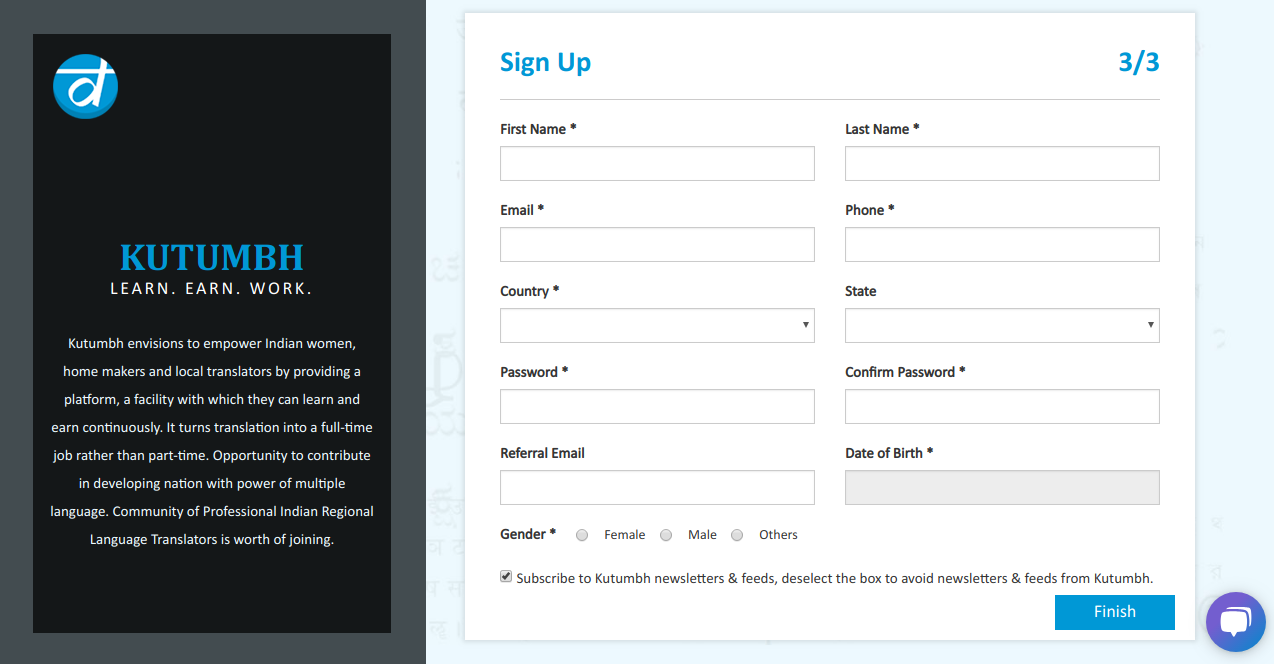 KUTUMBH
LEARN. EARN. WORK.
Kutumbh envisions to empower Indian women,
home makers and local translators by providing a
platform, a facility with which they can learn and
earn continuously. It turns translation into a full-time
job rather than part-time. Opportunity to contribute
in developing nation with power of multiple
language. Community of Professional Indian Regional
Language Translators is worth of joining.
Sign Up 3/3
First Name * Last Name *
Email * Phone *
Country * State
Password * Confirm Password *
Referral Email Date of Birth *
Gender * Female Male Others
Subscribe to Kutumbh newsletters & feeds, deselect the box to avoid newsletters & feeds from Kutumbh.
Finish